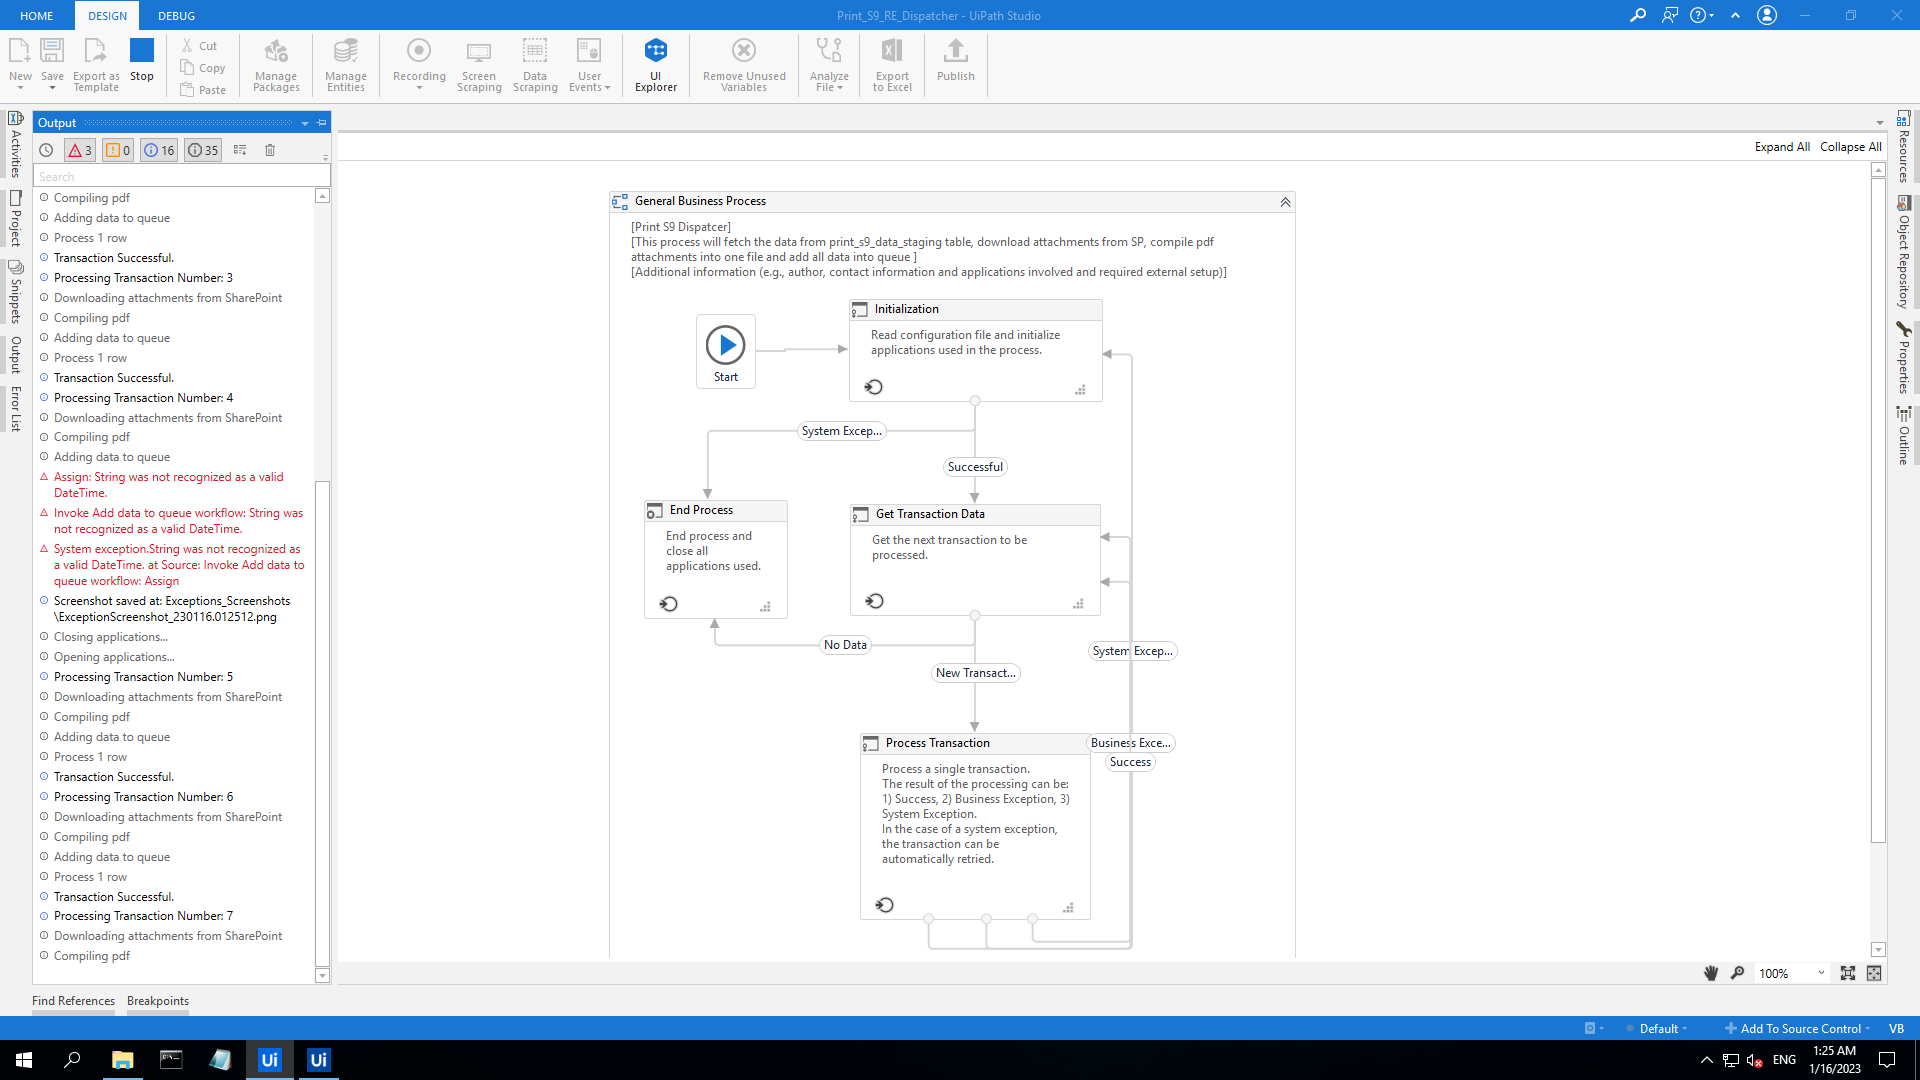 HOME
DESIGN
DEBUG
Print_S9_RE_Dispatcher - UiPath Studio
New
Save
Export as
Template
Stop
Cut
Copy
Paste
Manage
Packages
Manage
Entities
Recording
Screen
Scraping
Data
Scraping
User
Events
UI
Explorer
Remove Unused
Variables
Analyze
File
Export
to Excel
Publish
Activities
Project
Snippets
Output
Error List
Output
3
0
16
35
Search
Compiling pdf
Adding data to queue
Process 1 row
Transaction Successful.
Processing Transaction Number: 3
Downloading attachments from SharePoint
Compiling pdf
Adding data to queue
Process 1 row
Transaction Successful.
Processing Transaction Number: 4
Downloading attachments from SharePoint
Compiling pdf
Adding data to queue
Assign: String was not recognized as a valid
DateTime.
Invoke Add data to queue workflow: String was
not recognized as a valid DateTime.
System exception.String was not recognized as
a valid DateTime. at Source: Invoke Add data to
queue workflow: Assign
Screenshot saved at: Exceptions_Screenshots
\ExceptionScreenshot_230116.012512.png
Closing applications...
Opening applications...
Processing Transaction Number: 5
Downloading attachments from SharePoint
Compiling pdf
Adding data to queue
Process 1 row
Transaction Successful.
Processing Transaction Number: 6
Downloading attachments from SharePoint
Compiling pdf
Adding data to queue
Process 1 row
Transaction Successful.
Processing Transaction Number: 7
Downloading attachments from SharePoint
Compiling pdf
Find References
Breakpoints
Expand All
Collapse All
General Business Process
[Print S9 Dispatcer]
[This process will fetch the data from print_s9_data_staging table, download attachments from SP, compile pdf
attachments into one file and add all data into queue ]
[Additional information (e.g., author, contact information and applications involved and required external setup)]
Start
Initialization
Read configuration file and initialize
applications used in the process.
System Excep...
Successful
End Process
End process and
close all
applications used.
Get Transaction Data
Get the next transaction to be
processed.
No Data
New Transact...
System Excep...
Process Transaction
Process a single transaction.
The result of the processing can be:
1) Success, 2) Business Exception, 3)
System Exception.
In the case of a system exception,
the transaction can be
automatically retried.
Business Exce...
Success
Resources
Object Repository
Properties
Outline
100%
Default
Add To Source Control
VB
Ui
Ui
ENG
1:25 AM
1/16/2023